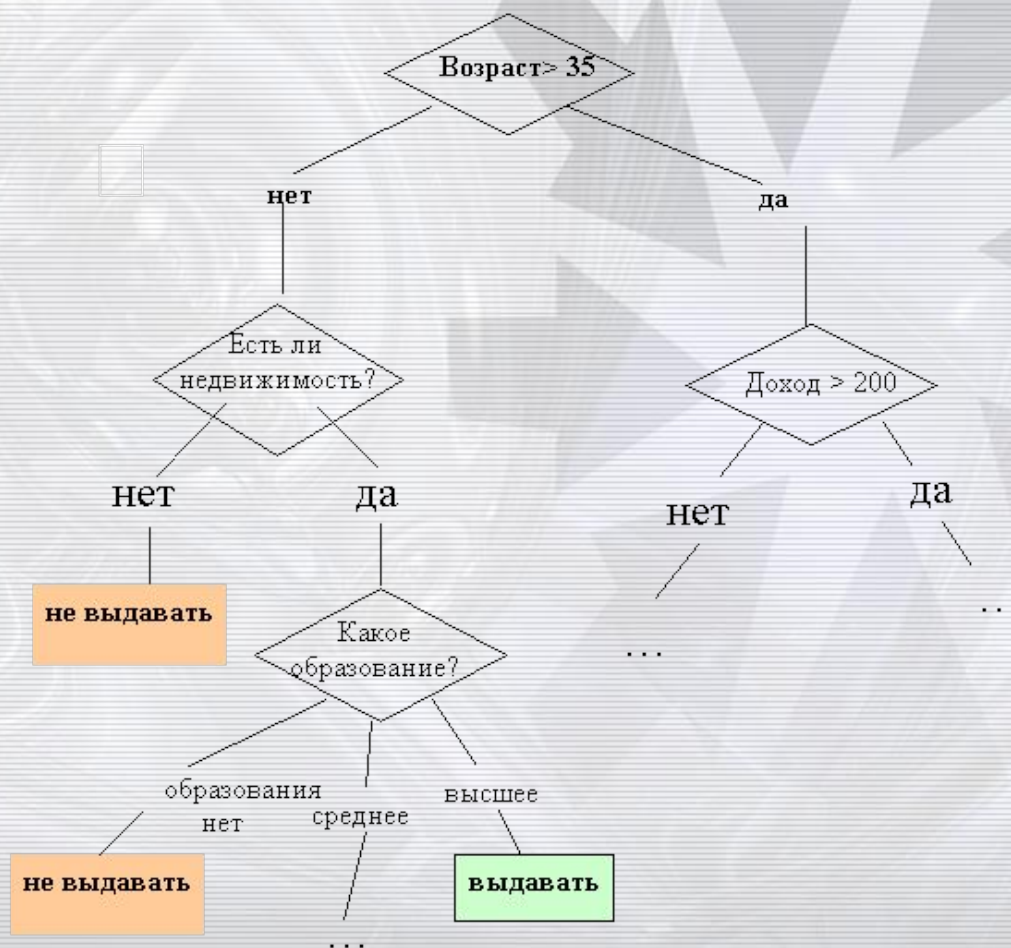 Возраст> 35
нет
да
Есть ли
недвижимость?
Доход > 200
нет
да
нет
да
. . .
не выдавать
Какое
образование?
. . .
образования
нет
среднее
высшее
не выдавать
выдавать
. . .